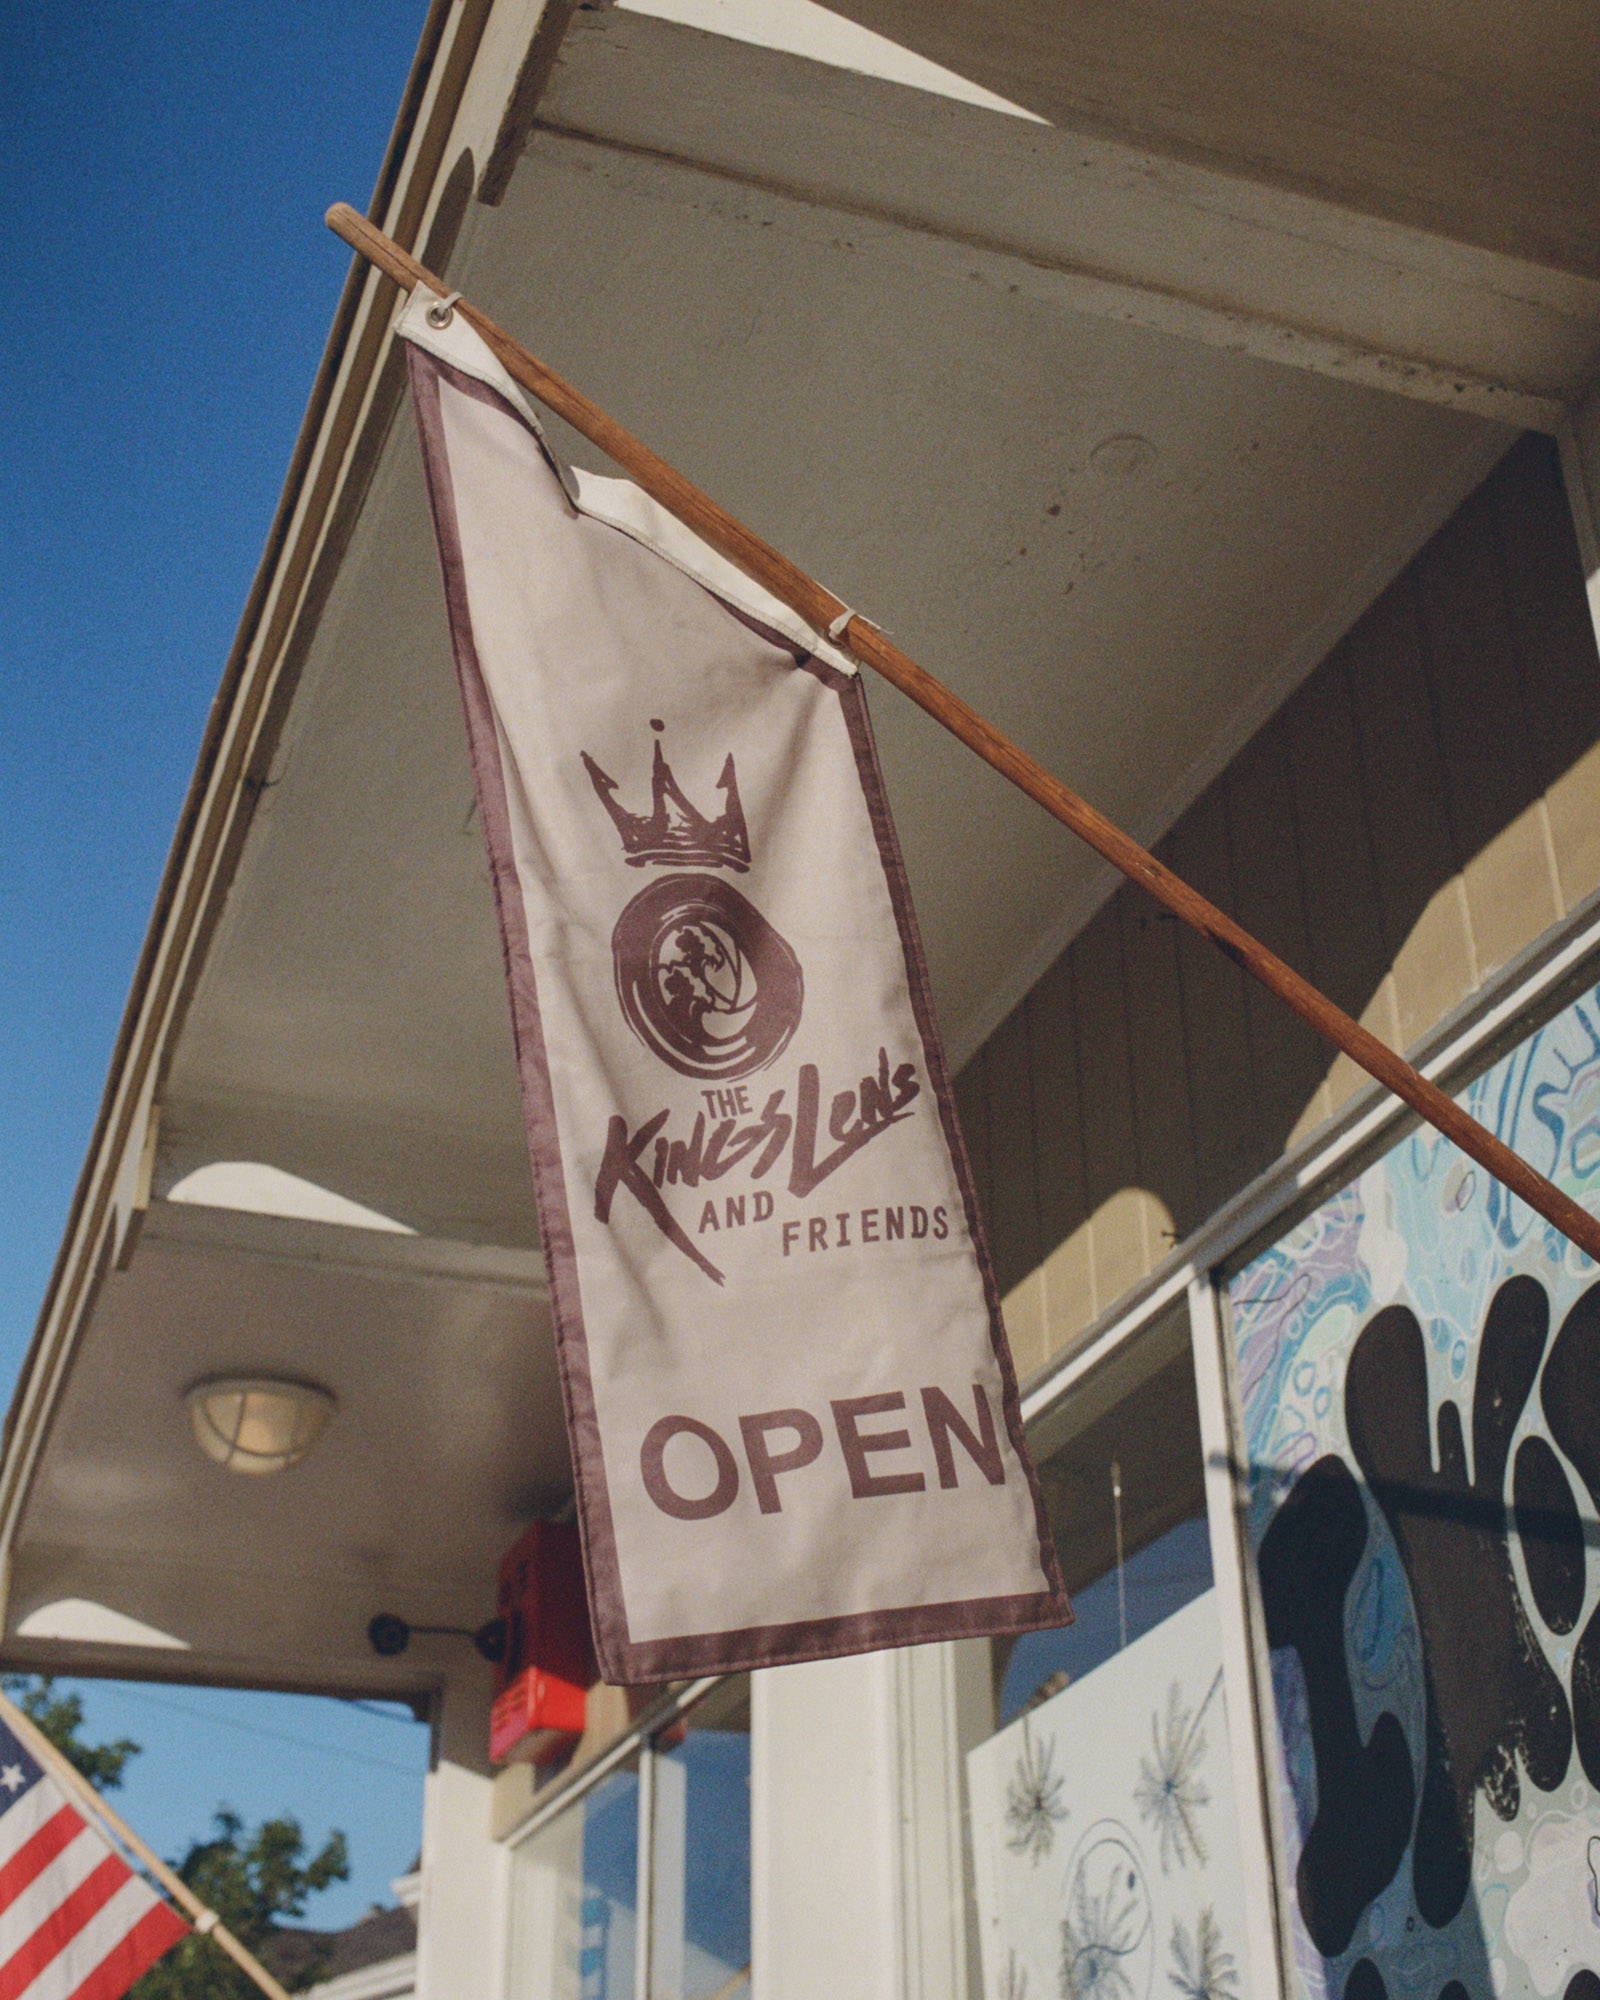 THE
KINGS LENS
AND
FRIENDS
OPEN